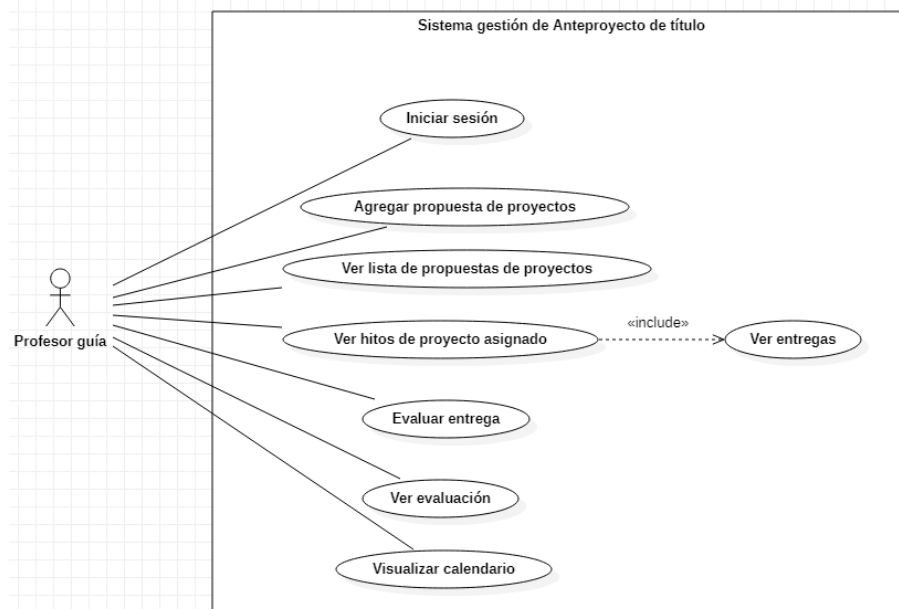 Sistema gestión de Anteproyecto de título
Iniciar sesión
Agregar propuesta de proyectos
Ver lista de propuestas de proyectos
Profesor guía
Ver hitos de proyecto asignado
«include»
Ver entregas
Evaluar entrega
Ver evaluación
Visualizar calendario